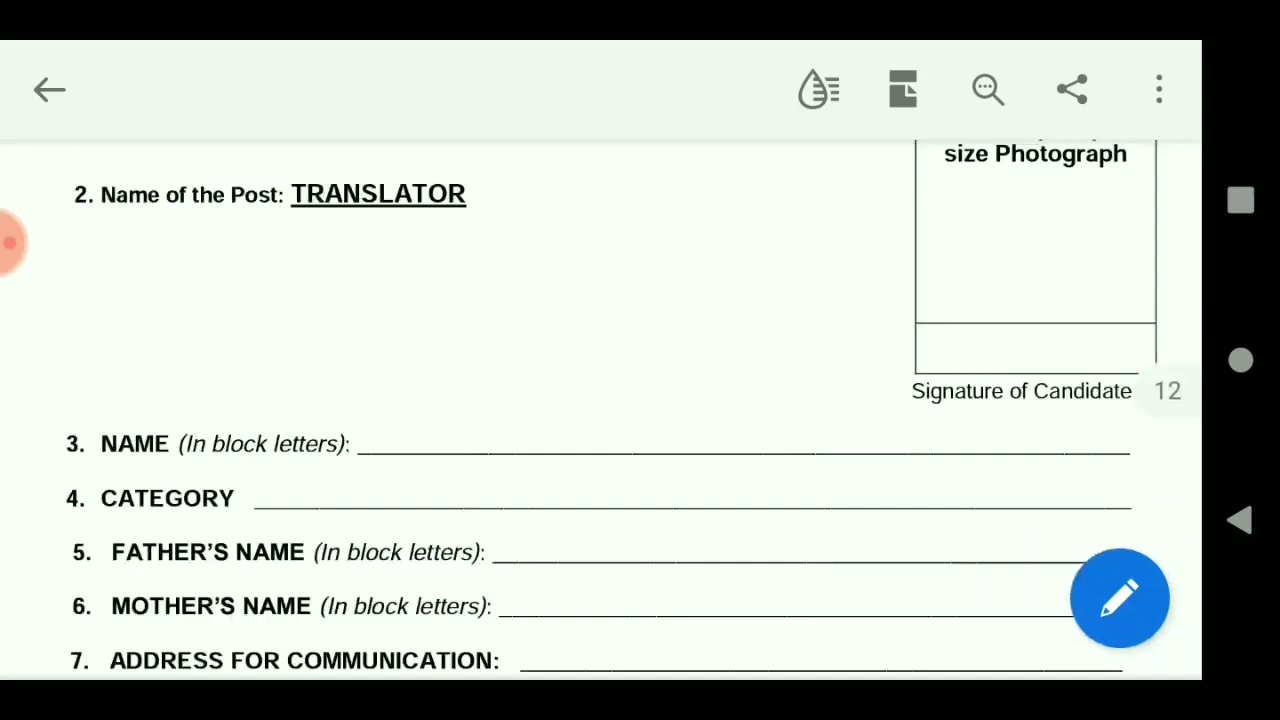 size Photograph
2. Name of the Post: TRANSLATOR
Signature of Candidate
12
3. NAME (In block letters):
4. CATEGORY
5. FATHER'S NAME (In block letters):
6. MOTHER'S NAME (In block letters):
7. ADDRESS FOR COMMUNICATION: